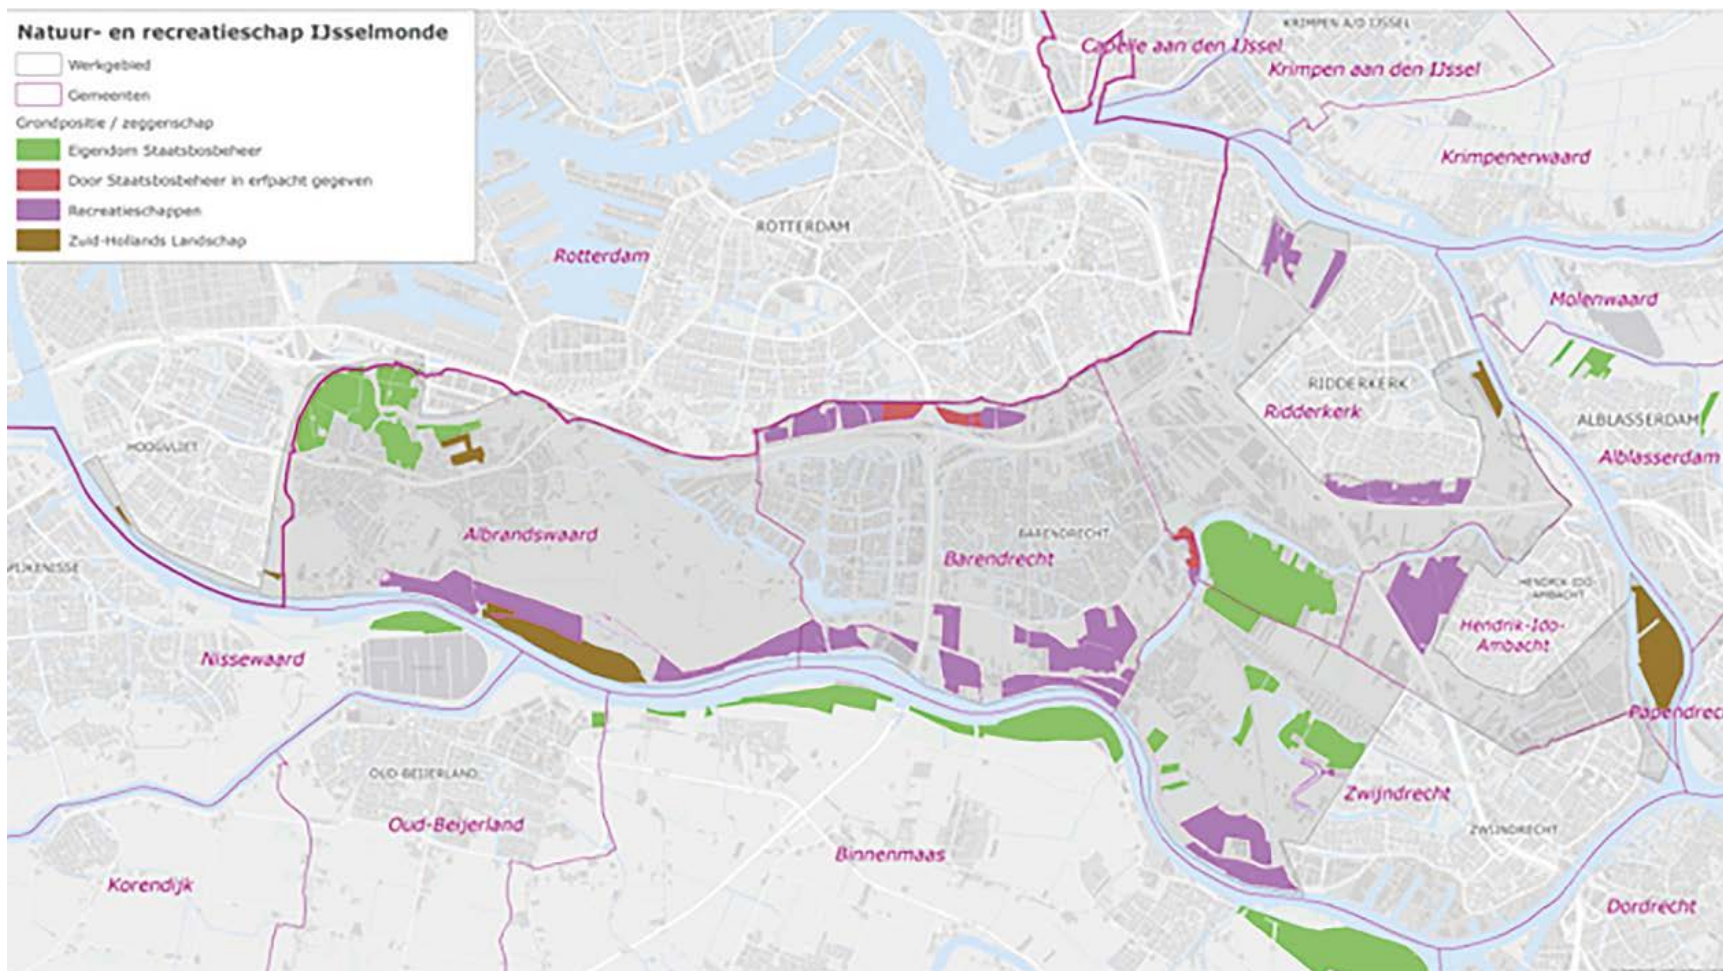 Natuur- en recreatieschap IJsselmonde
Werkgebied
Gemeenten
Grondpositie / zeggenschap
Eigendom Staatsbosbeheer
Door Staatsbosbeheer in erfpacht gegeven
Recreatieschappen
Zuid-Hollands Landschap
KRIMPEN A/D IJSSEL
Capelle aan den IJssel
Krimpen aan den IJssel
Krimpenerwaard
ROTTERDAM
Rotterdam
Molenwaard
RIDDERKERK
Ridderkerk
ALBLASSERDAM
Alblasserdam
HOOGVLIET
Albrandswaard
BARENDRECHT
Barendrecht
HENDRIK-IDO-
AMBACHT
Hendrik-Ido-
Ambacht
Nissewaard
Papendrec
OUD-BEIJERLAND
Oud-Beijerland
Zwijndrecht
ZWIJNDRECHT
Binnenmaas
Korendijk
Dordrecht